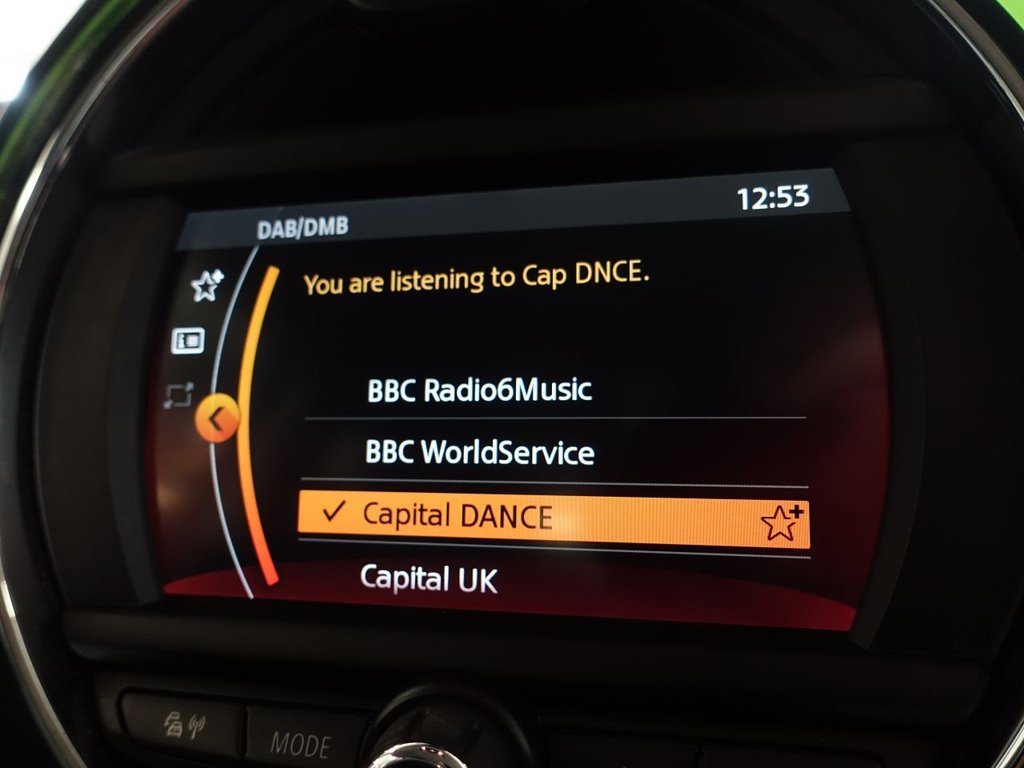 DAB/DMB
12:53
You are listening to Cap DNCE.
BBC Radio6Music
BBC WorldService
Capital DANCE
Capital UK
MODE